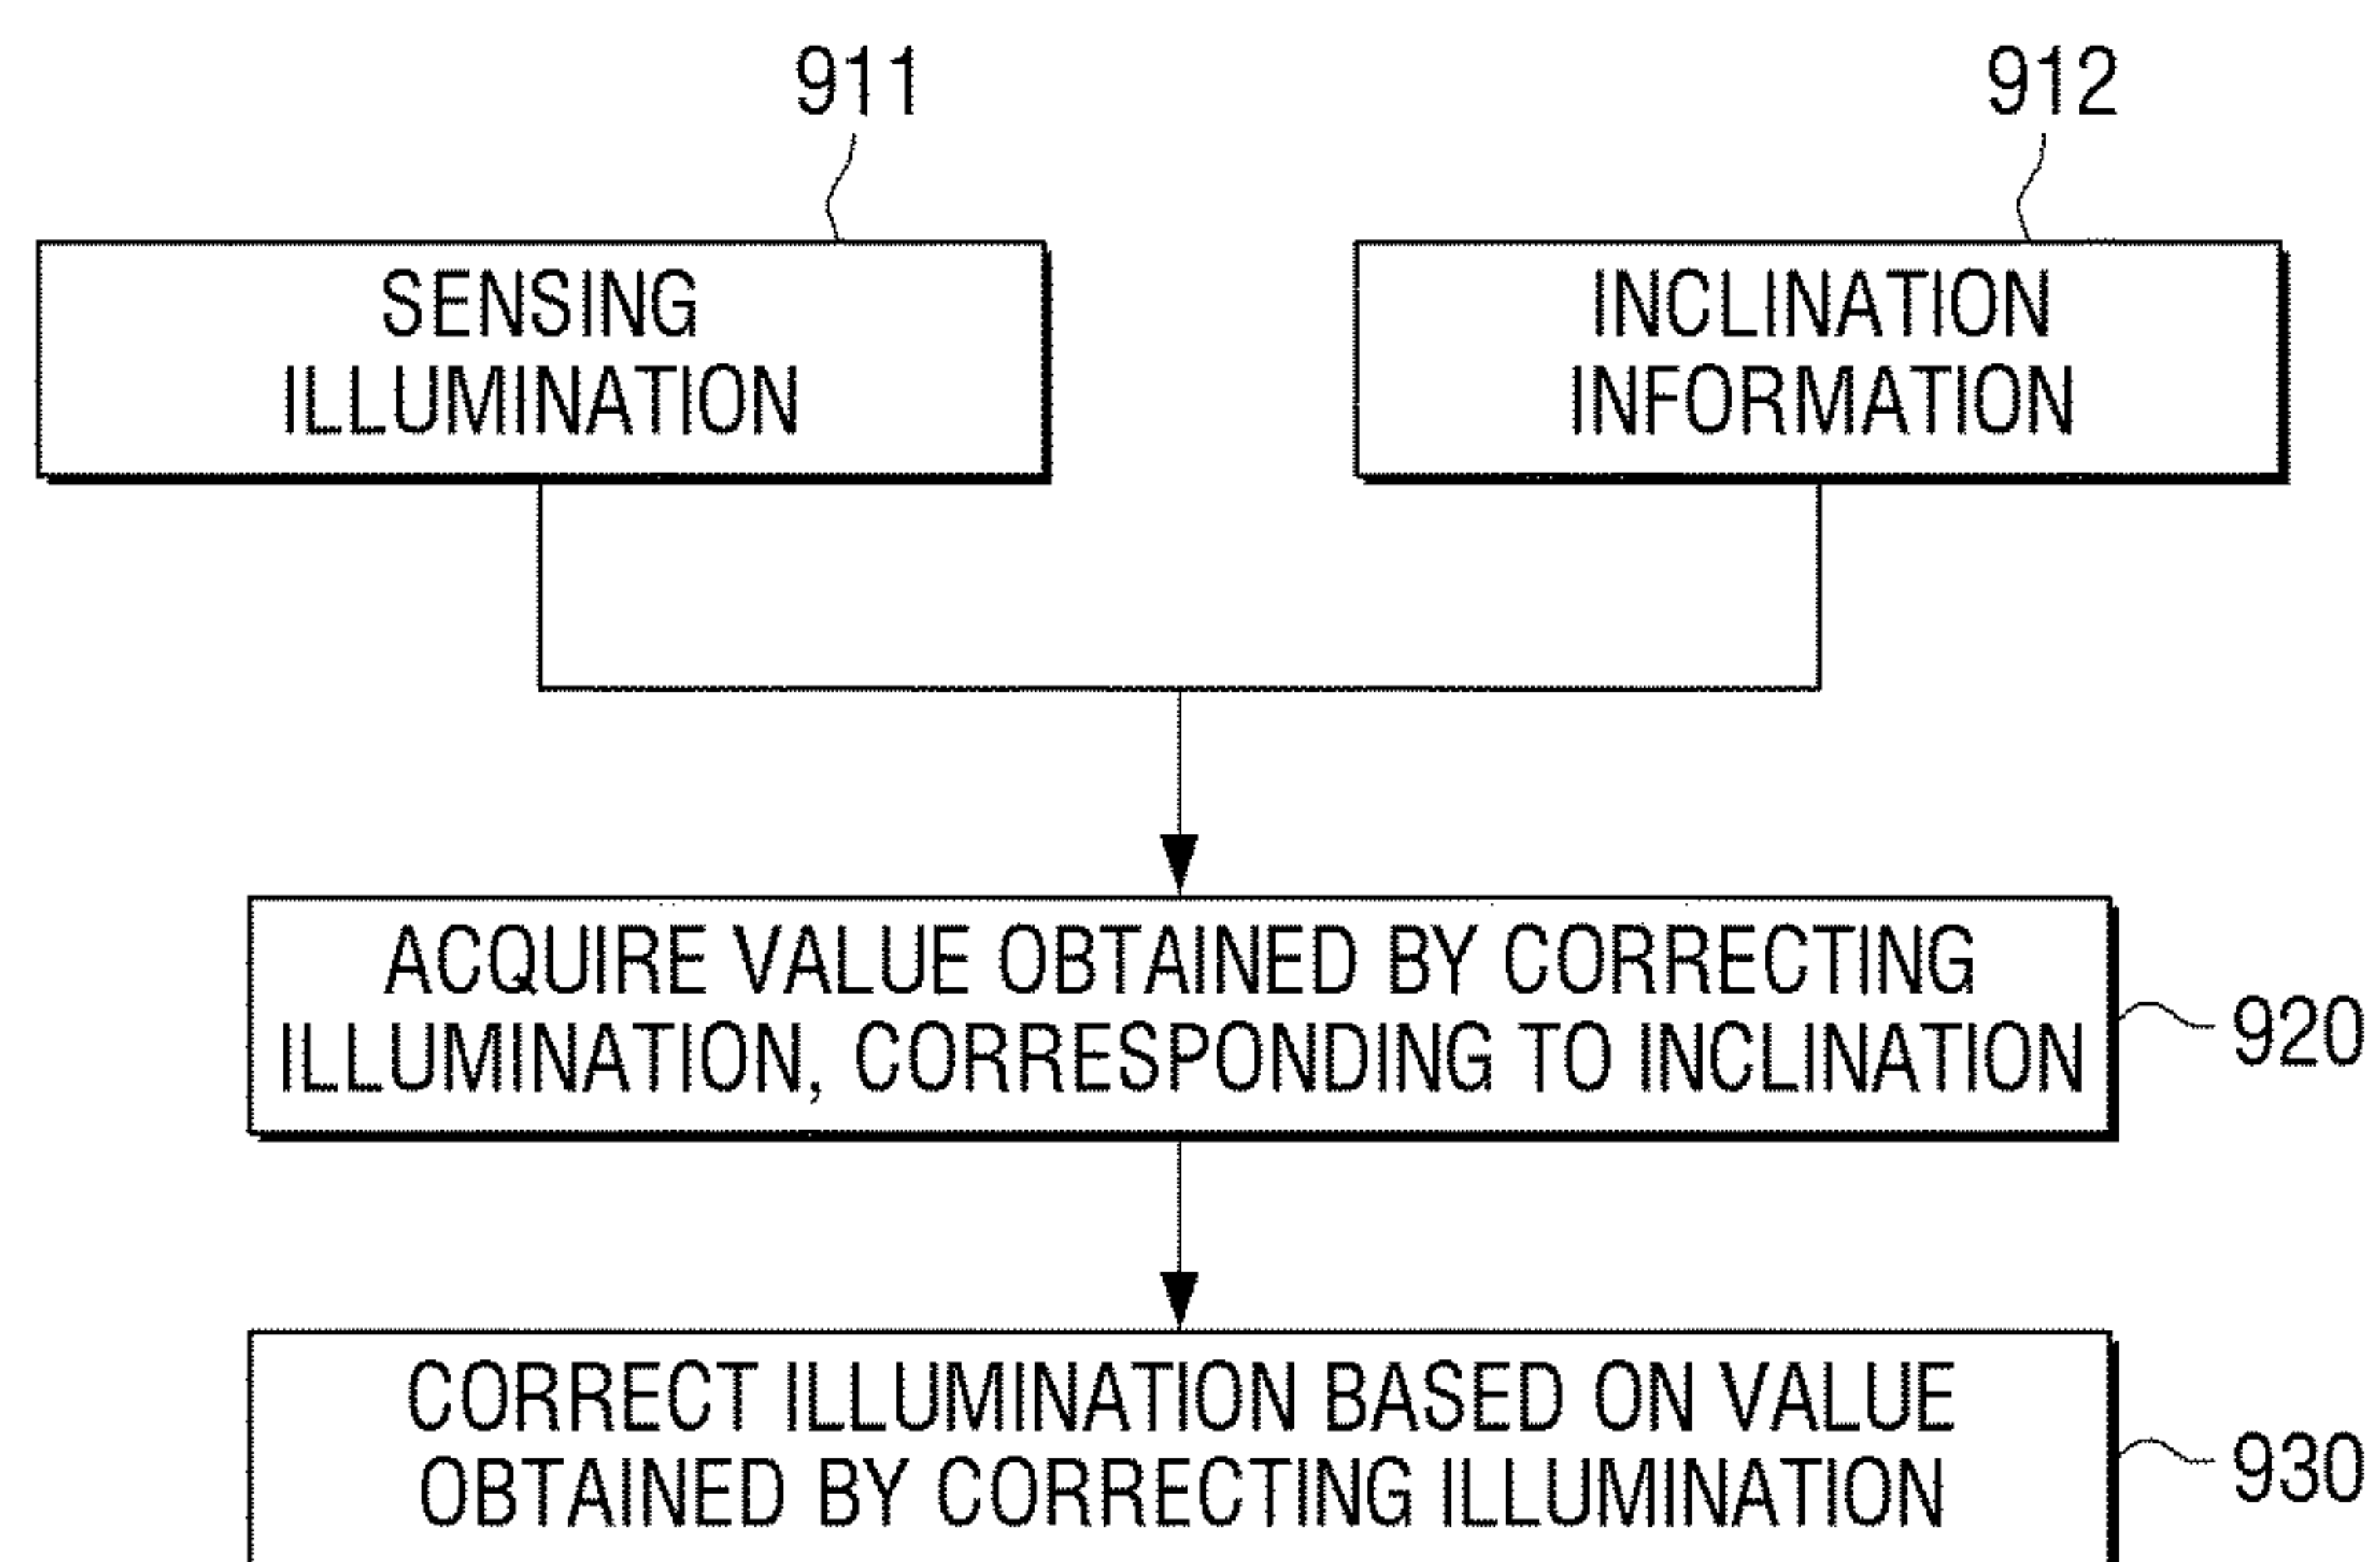 911
912
SENSING
ILLUMINATION
INCLINATION
INFORMATION
ACQUIRE VALUE OBTAINED BY CORRECTING
ILLUMINATION, CORRESPONDING TO INCLINATION
920
CORRECT ILLUMINATION BASED ON VALUE
OBTAINED BY CORRECTING ILLUMINATION
930